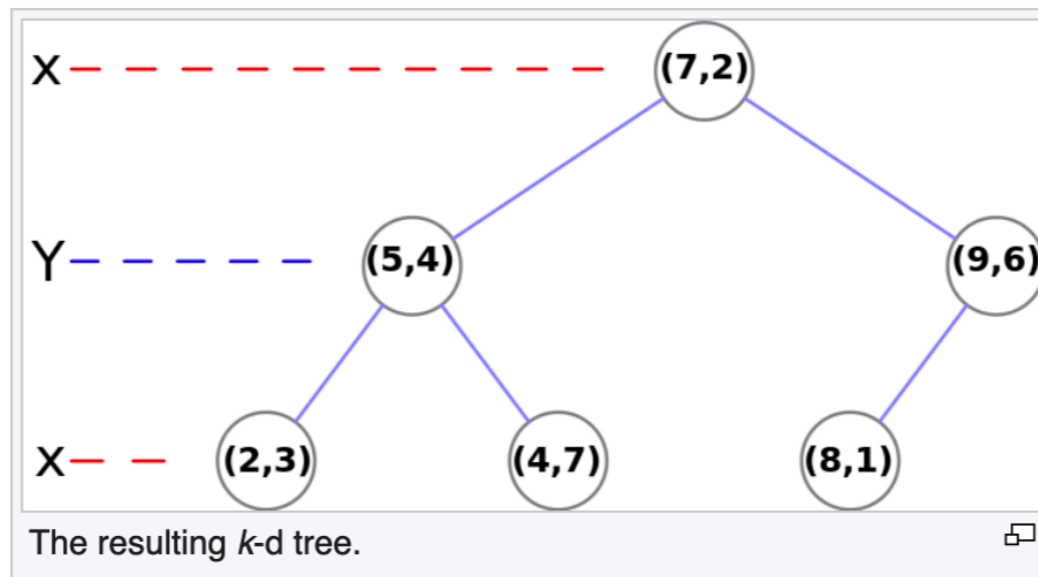 X (7,2)
Y (5,4) (9,6)
X (2,3) (4,7) (8,1)
The resulting k-d tree.